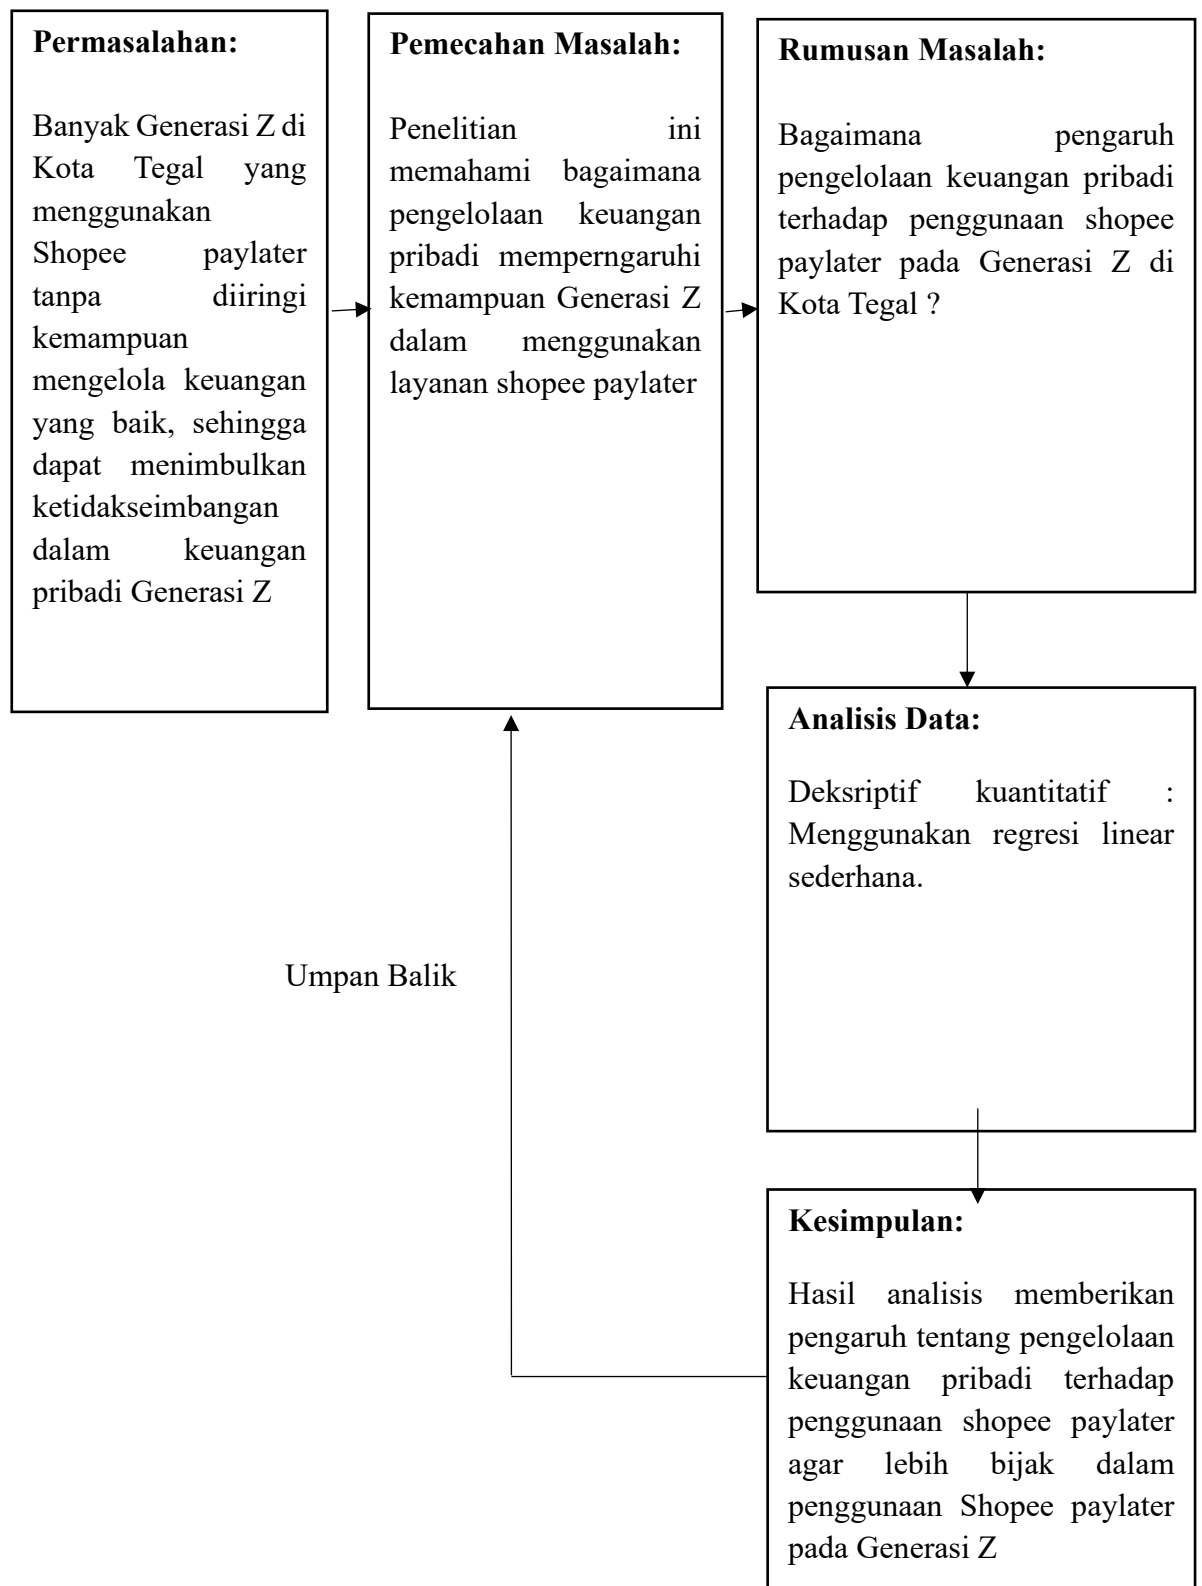 Permasalahan:
Banyak Generasi Z di
Kota Tegal yang
menggunakan
Shopee paylater
tanpa diiringi
kemampuan
mengelola keuangan
yang baik, sehingga
dapat menimbulkan
ketidakseimbangan
dalam keuangan
pribadi Generasi Z
Pemecahan Masalah:
Penelitian ini
memahami bagaimana
pengelolaan keuangan
pribadi memperngaruhi
kemampuan Generasi Z
dalam menggunakan
layanan shopee paylater
Rumusan Masalah:
Bagaimana pengaruh
pengelolaan keuangan pribadi
terhadap penggunaan shopee
paylater pada Generasi Z di
Kota Tegal ?
Analisis Data:
Deksriptif kuantitatif :
Menggunakan regresi linear
sederhana.
Umpan Balik
Kesimpulan:
Hasil analisis memberikan
pengaruh tentang pengelolaan
keuangan pribadi terhadap
penggunaan shopee paylater
agar lebih bijak dalam
penggunaan Shopee paylater
pada Generasi Z